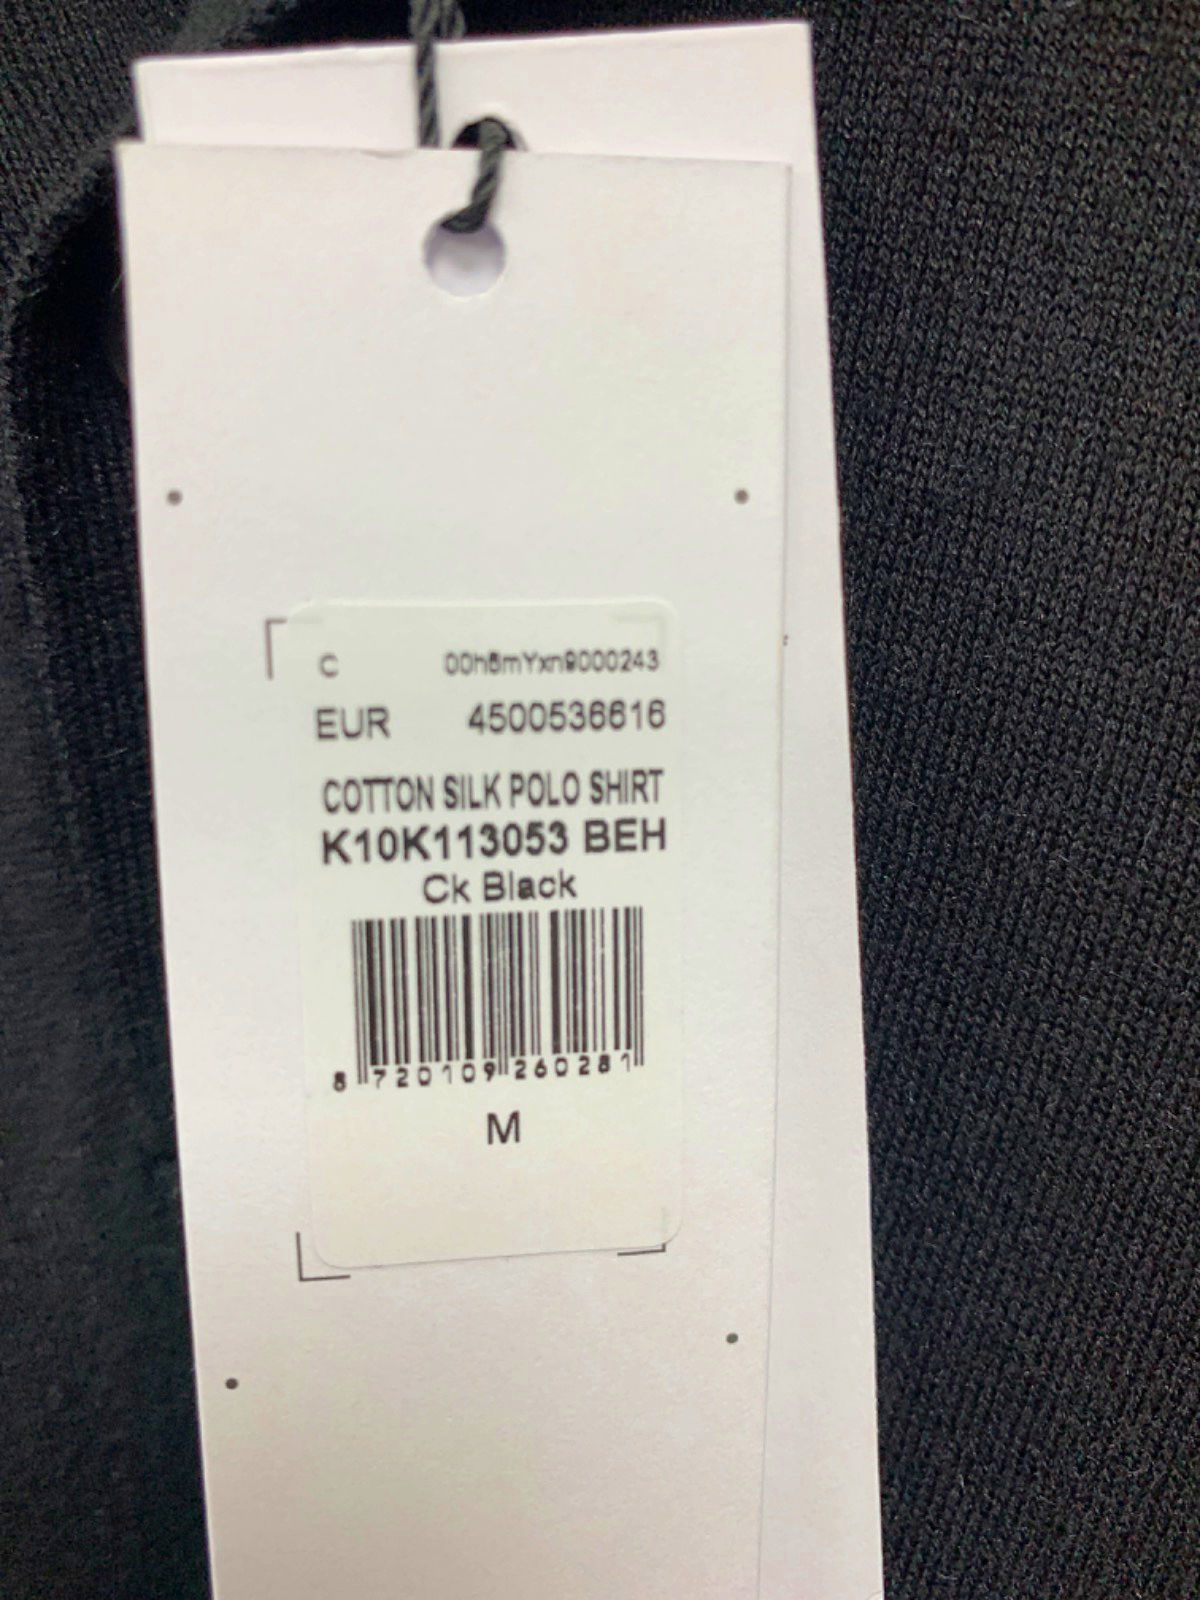 C 00h6mYxn9000243
EUR 4500536616
COTTON SILK POLO SHIRT
K10K113053 BEH
Ck Black
8 720109 260281
M